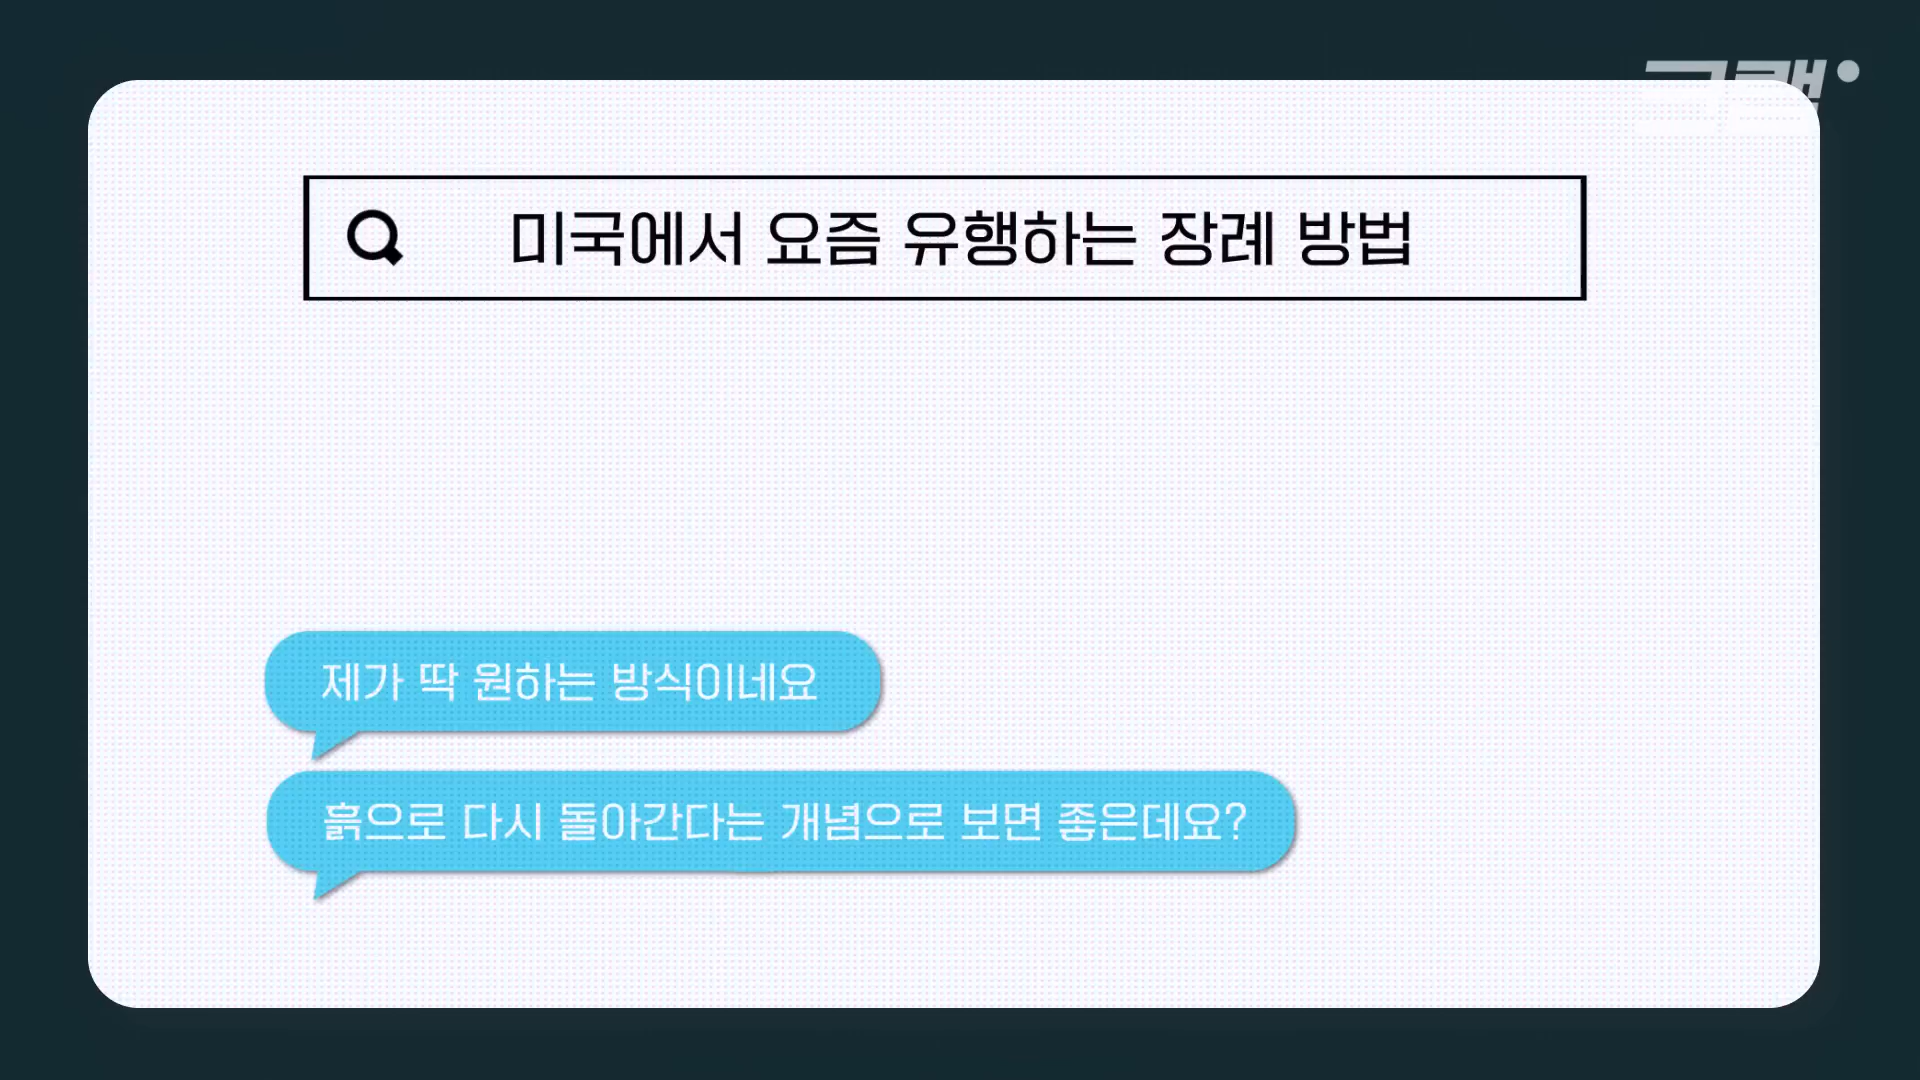 그램
미국에서 요즘 유행하는 장례 방법
제가 딱 원하는 방식이네요
흙으로 다시 돌아간다는 개념으로 보면 좋은데요?